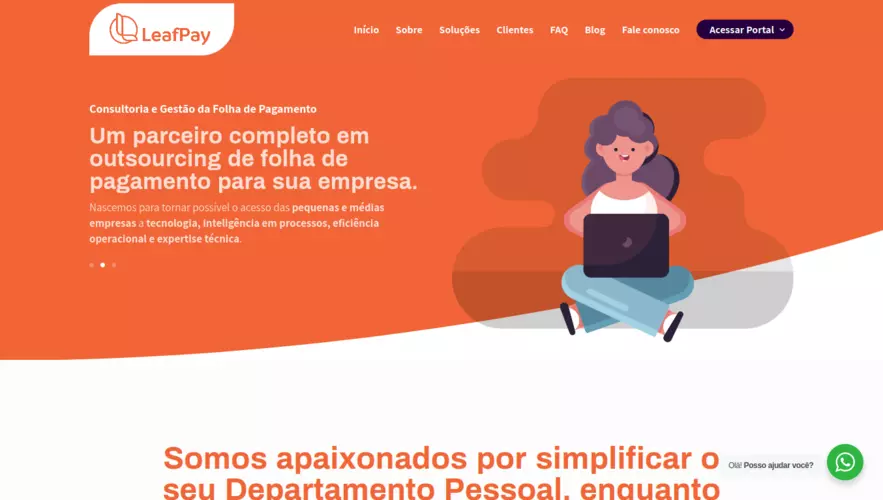 LeafPay
Início
Sobre
Soluções
Clientes
FAQ
Blog
Fale conosco
Acessar Portal
Consultoria e Gestão da Folha de Pagamento
Um parceiro completo em
outsourcing de folha de
pagamento para sua empresa.
Nascemos para tornar possível o acesso das pequenas e médias
empresas a tecnologia, inteligência em processos, eficiência
operacional e expertise técnica.
Somos apaixonados por simplificar o
seu Departamento Pessoal, enquanto
Olá! Posso ajudar você?